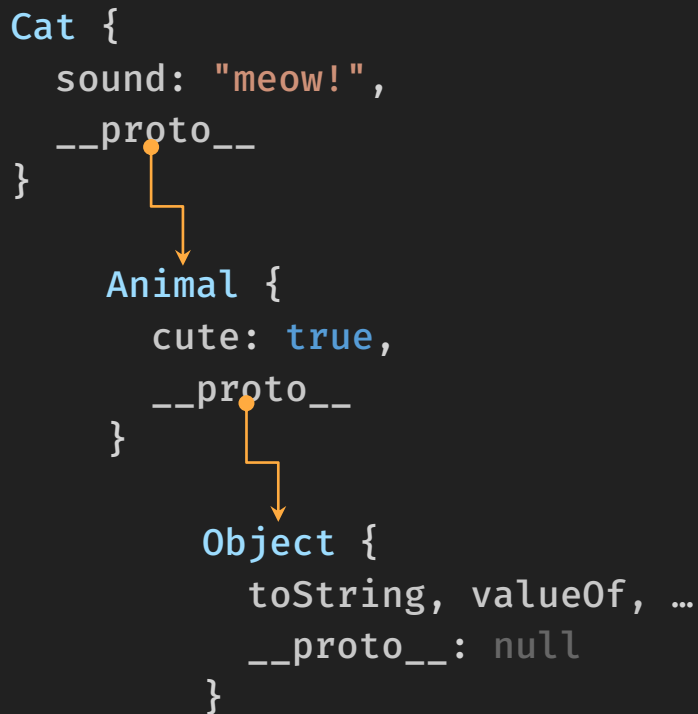 Cat {
sound: "meow!",
__proto__
}
Animal {
cute: true,
__proto__
}
Object {
toString, valueOf, …
__proto__: null
}